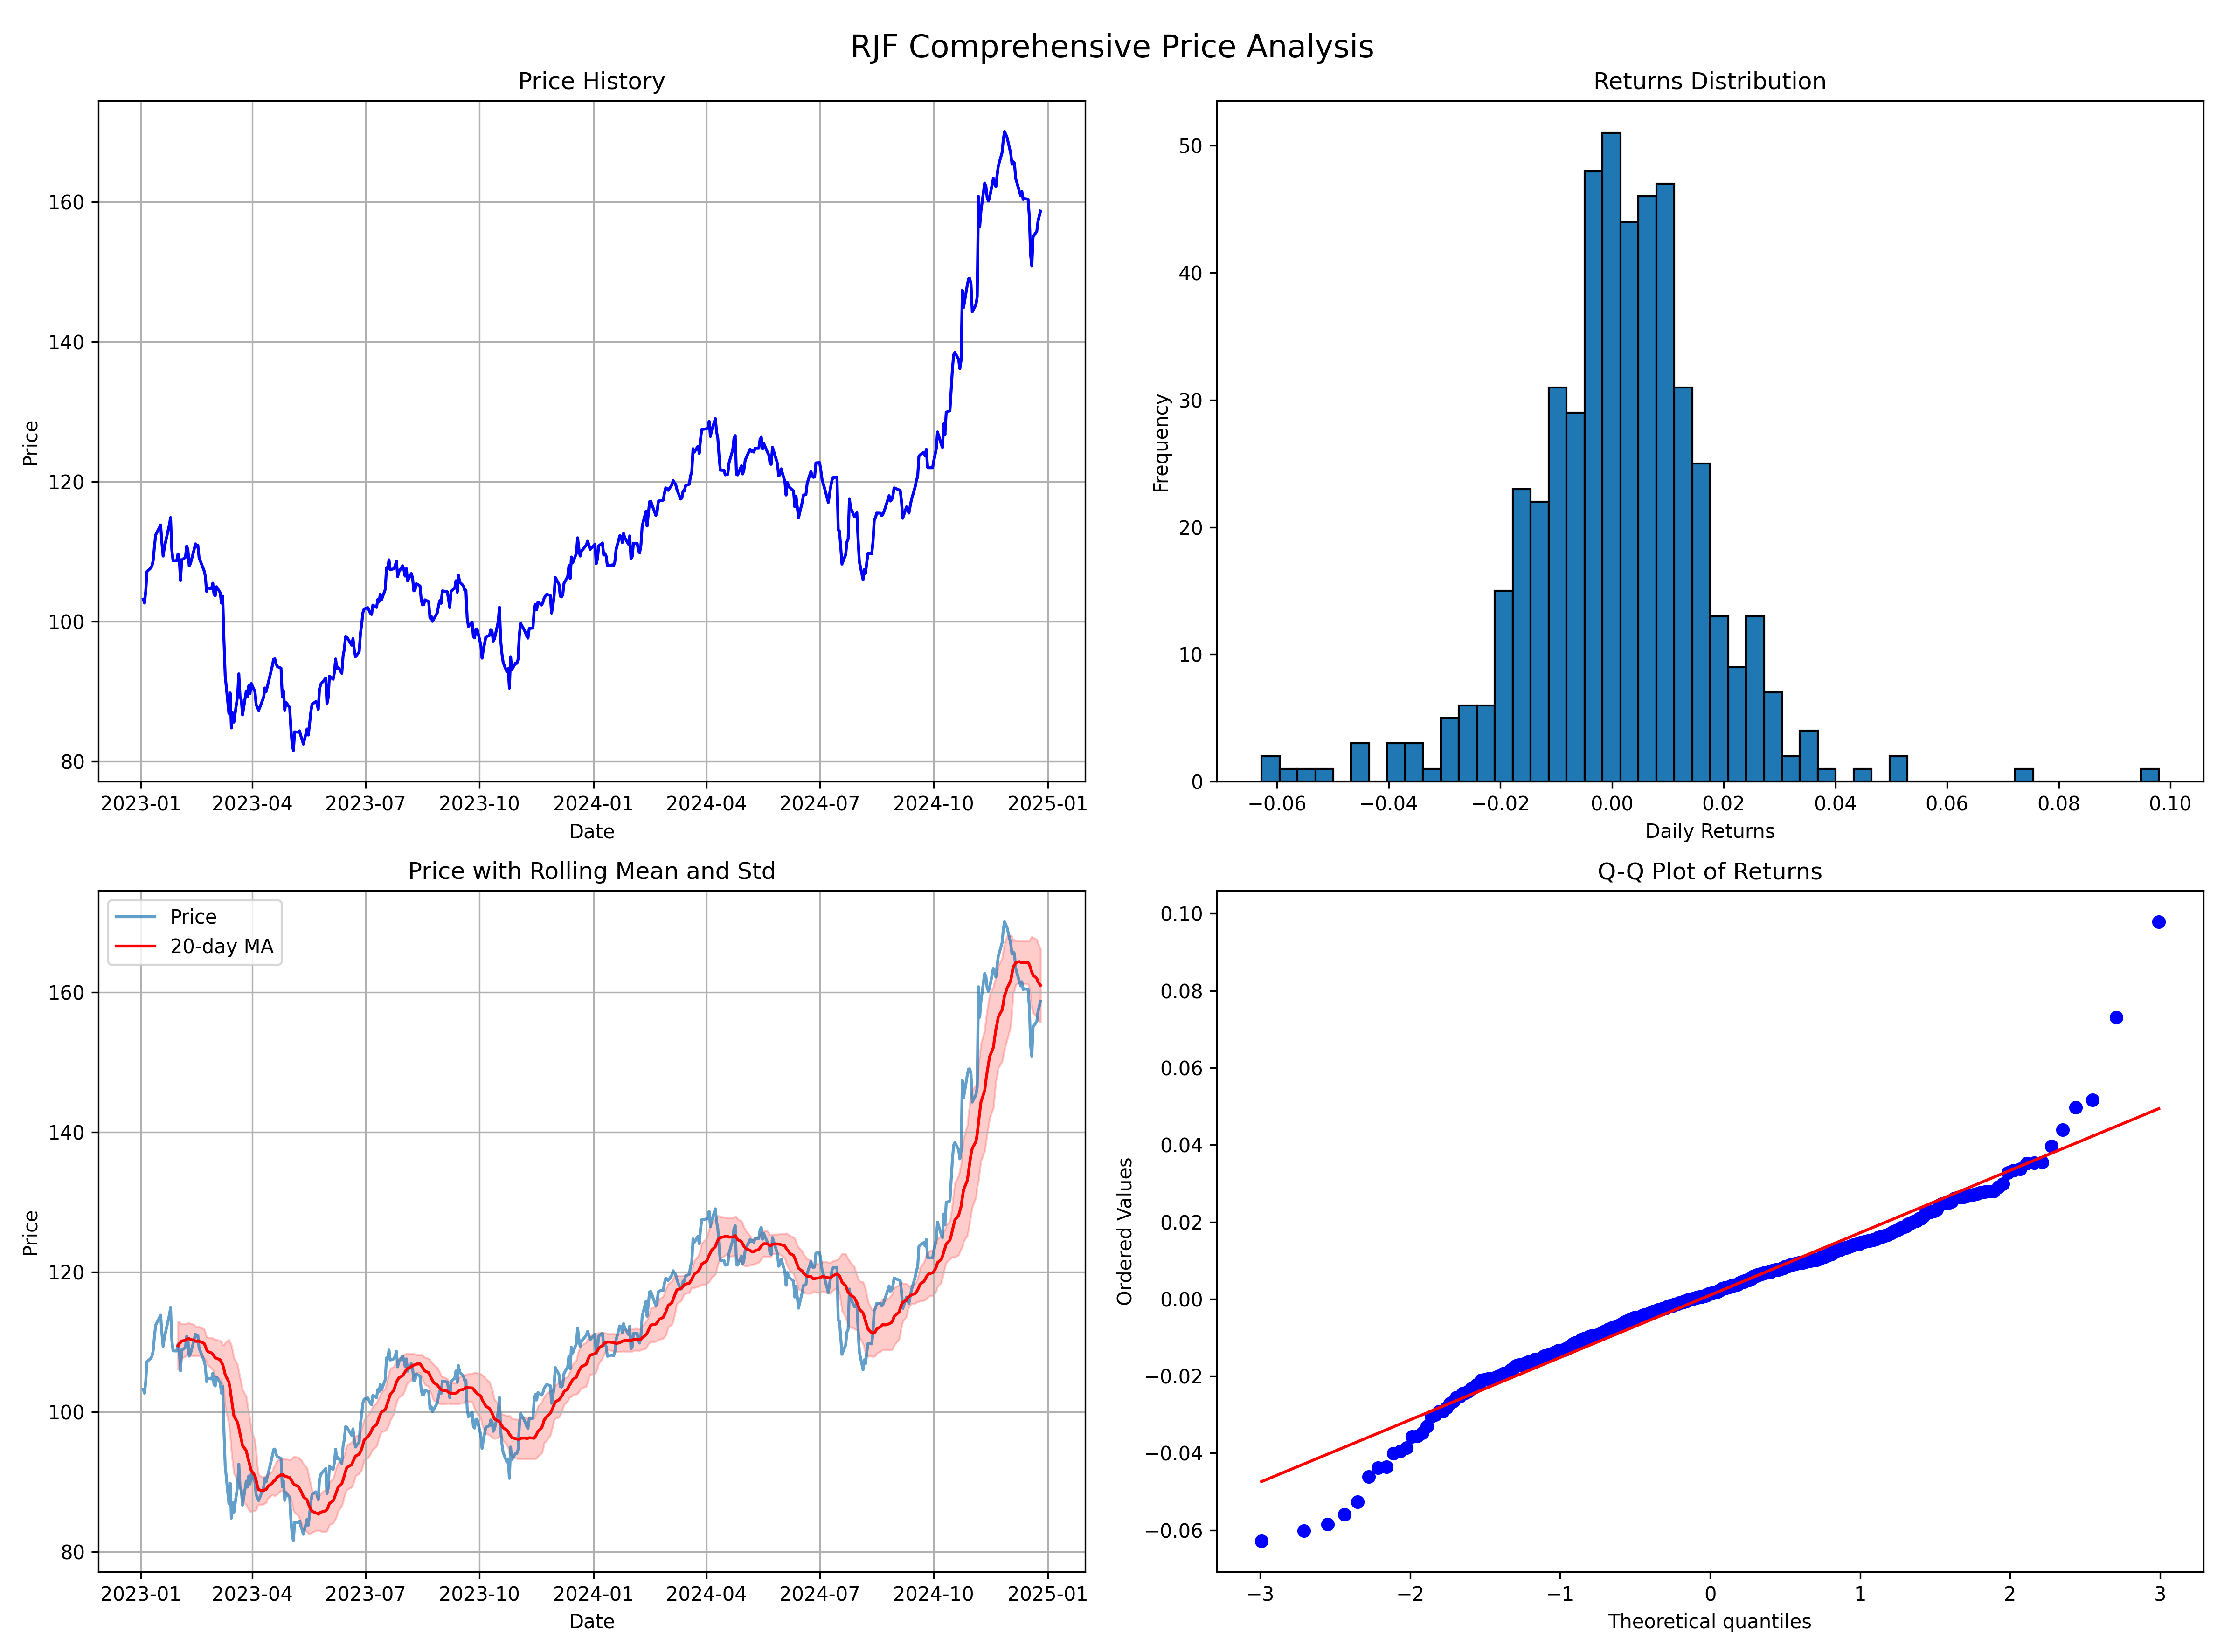 RJF Comprehensive Price Analysis
Price History
Price
160
140
120
100
80
2023-01 2023-04 2023-07 2023-10 2024-01 2024-04 2024-07 2024-10 2025-01
Date
Returns Distribution
Frequency
50
40
30
20
10
0
−0.06 −0.04 −0.02 0.00 0.02 0.04 0.06 0.08 0.10
Daily Returns
Price with Rolling Mean and Std
Price
20-day MA
Price
160
140
120
100
80
2023-01 2023-04 2023-07 2023-10 2024-01 2024-04 2024-07 2024-10 2025-01
Date
Q-Q Plot of Returns
Ordered Values
0.10
0.08
0.06
0.04
0.02
0.00
−0.02
−0.04
−0.06
−3 −2 −1 0 1 2 3
Theoretical quantiles